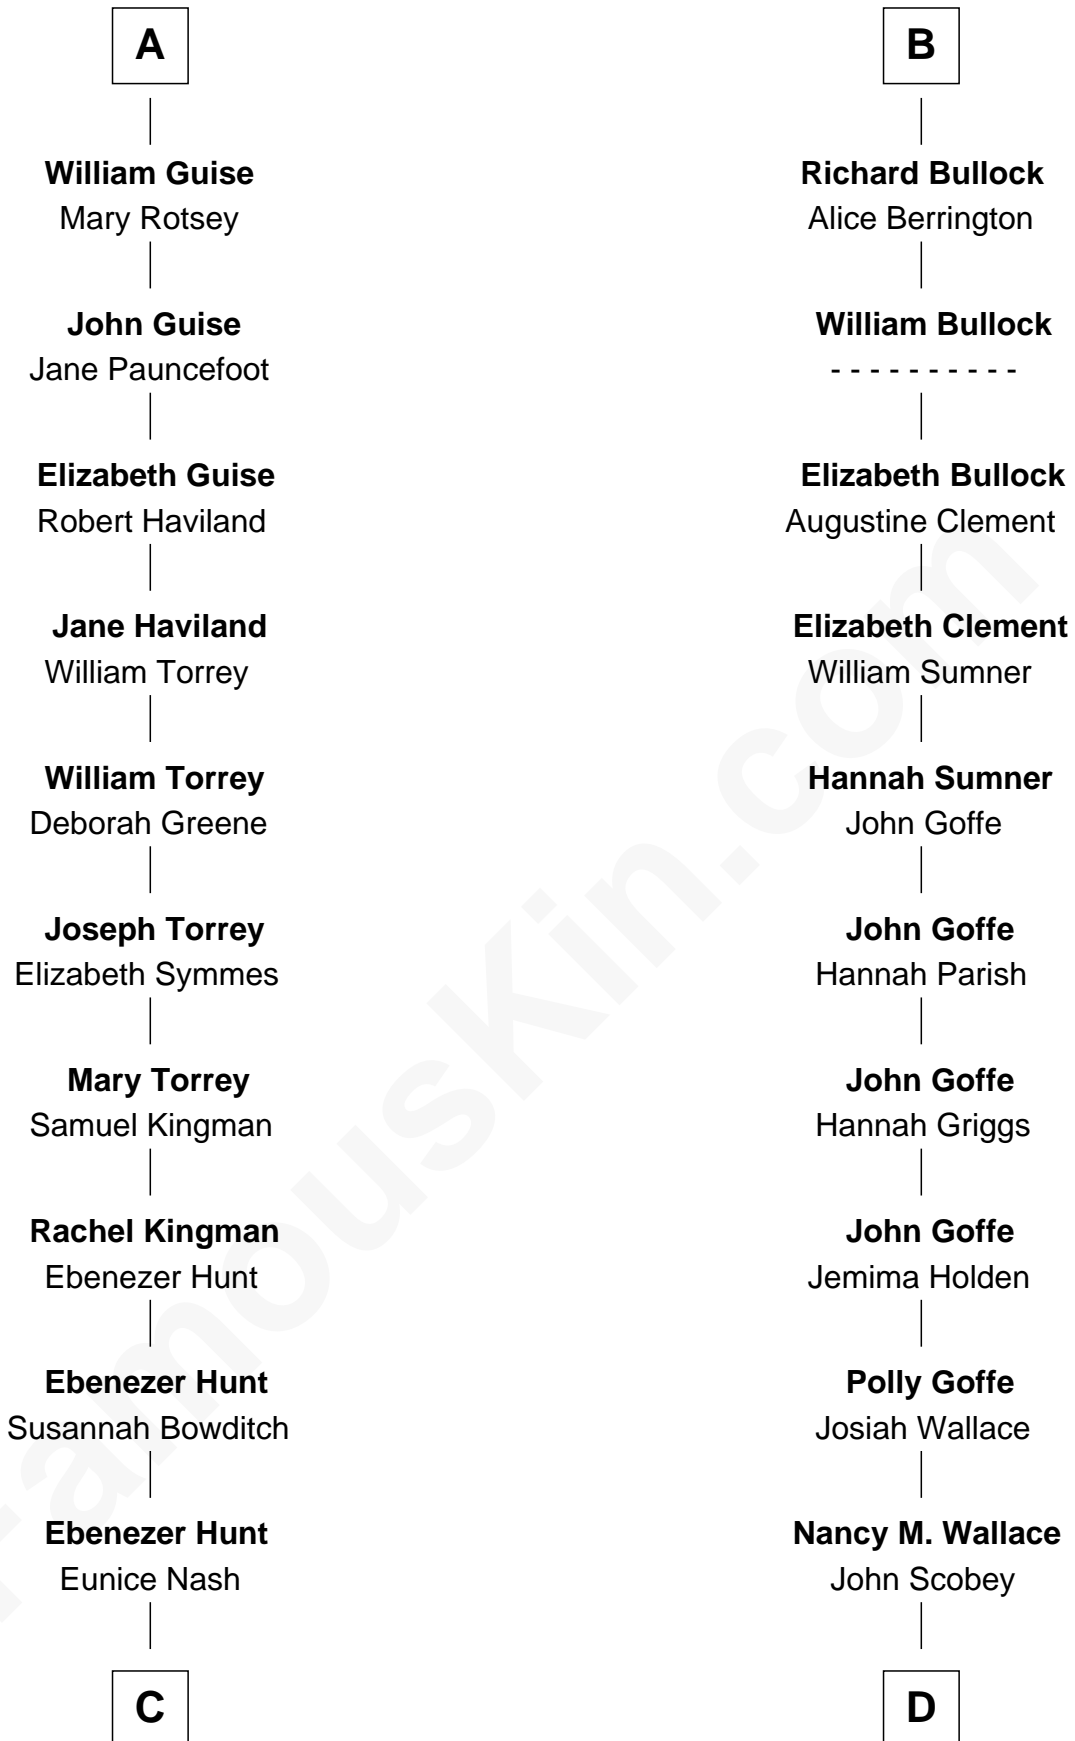 A
William Guise
Mary Rotsey
John Guise
Jane Pauncefoot
Elizabeth Guise
Robert Haviland
Jane Haviland
William Torrey
William Torrey
Deborah Greene
Joseph Torrey
Elizabeth Symmes
Mary Torrey
Samuel Kingman
Rachel Kingman
Ebenezer Hunt
Ebenezer Hunt
Susannah Bowditch
Ebenezer Hunt
Eunice Nash
C
B
Richard Bullock
Alice Berrington
William Bullock
- - - - - - - - - -
Elizabeth Bullock
Augustine Clement
Elizabeth Clement
William Sumner
Hannah Sumner
John Goffe
John Goffe
Hannah Parish
John Goffe
Hannah Griggs
John Goffe
Jemima Holden
Polly Goffe
Josiah Wallace
Nancy M. Wallace
John Scobey
D
FamousKin.com